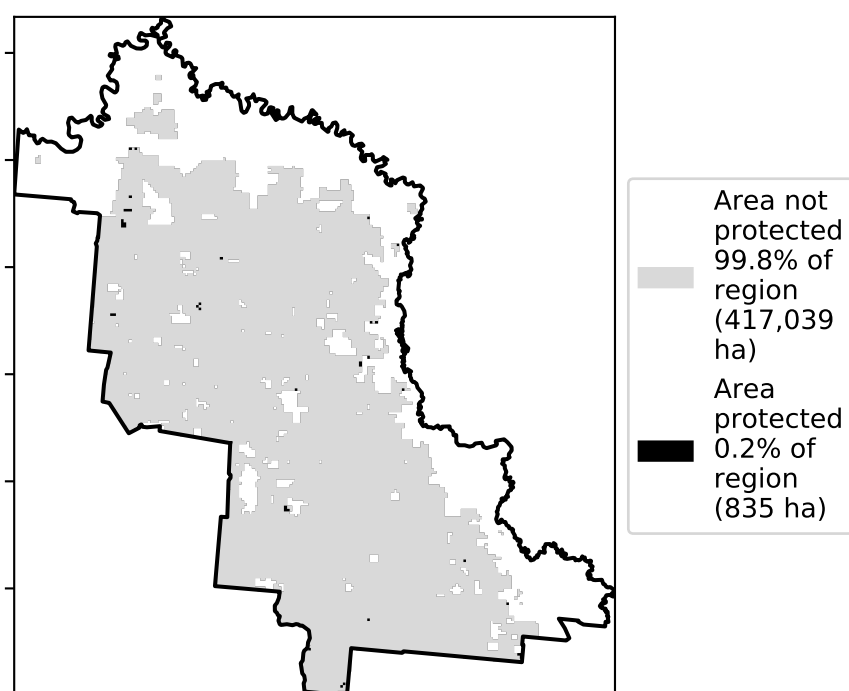 Area not
protected
99.8% of
region
(417,039
ha)
Area
protected
0.2% of
region
(835 ha)